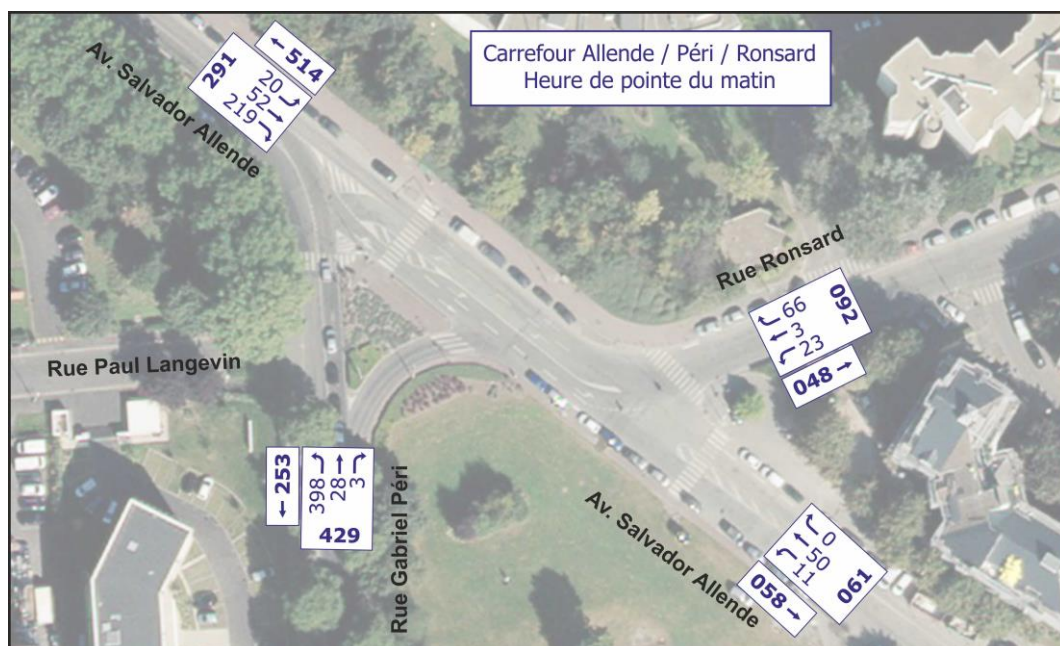 Carrefour Allende / Péri / Ronsard
Heure de pointe du matin
Av. Salvador Allende
← 514
291
20
52
219
Rue Ronsard
092
66
3
23
048 →
Rue Paul Langevin
← 253
398
28
3
429
Rue Gabriel Péri
Av. Salvador Allende
0
50
11
061
058 →